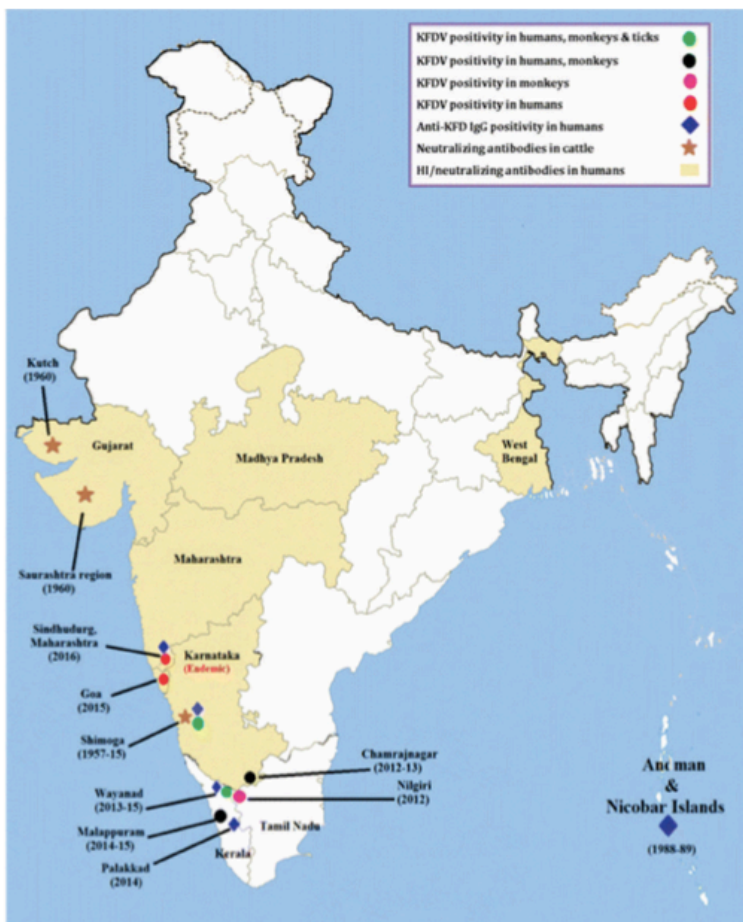 KFDV positivity in humans, monkeys & ticks
KFDV positivity in humans, monkeys
KFDV positivity in monkeys
KFDV positivity in humans
Anti-KFD IgG positivity in humans
Neutralizing antibodies in cattle
HI/neutralizing antibodies in humans
Kutch
(1960)
Gujarat
Madhya Pradesh
West
Bengal
Maharashtra
Saurashtra region
(1960)
Sindhudurg,
Maharashtra
(2016)
Karnataka
(Endemic)
Goa
(2015)
Shimoga
(1957-15)
Chamrajnagar
(2012-13)
Wayanad
(2013-15)
Nilgiri
(2012)
Malappuram
(2014-15)
Tamil Nadu
Palakkad
(2014)
Kerala
Andman
&
Nicobar Islands
(1988-89)